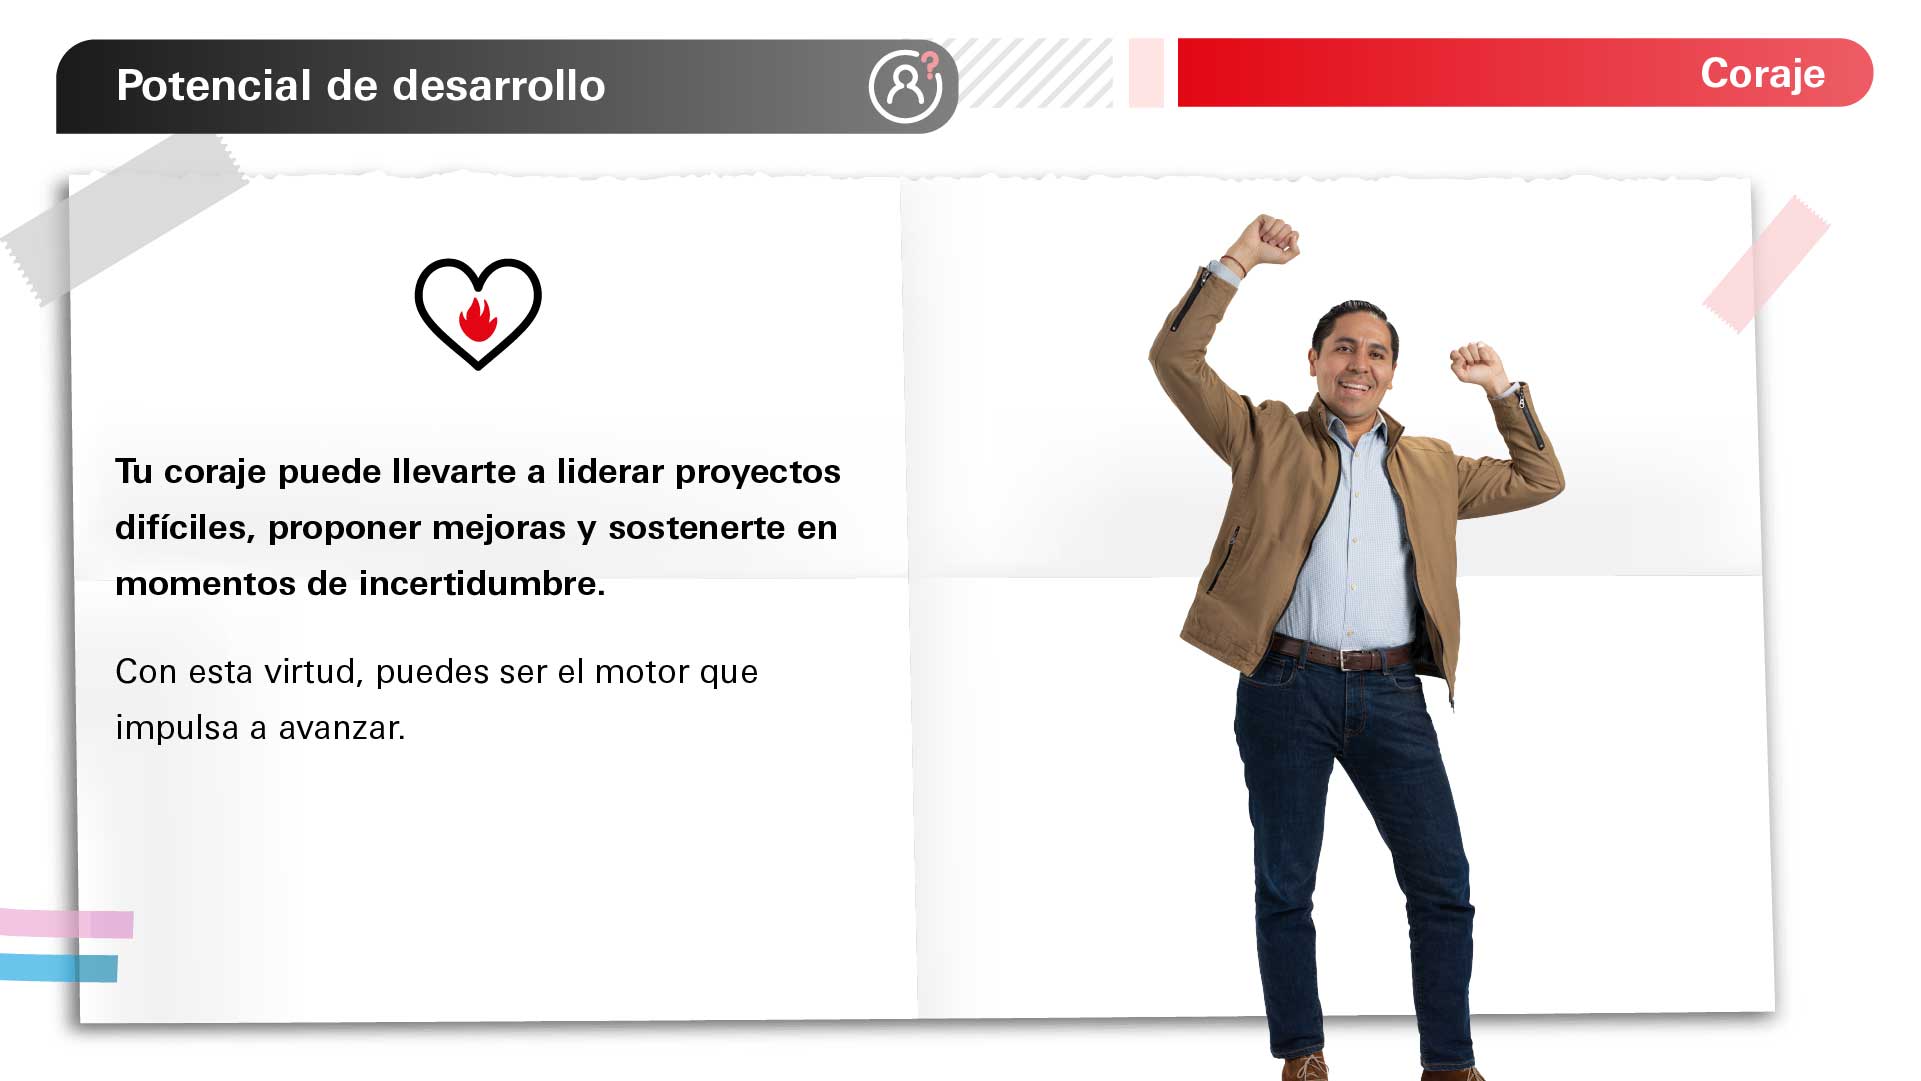 Potencial de desarrollo
Coraje
Tu coraje puede llevarte a liderar proyectos
difíciles, proponer mejoras y sostenerte en
momentos de incertidumbre.
Con esta virtud, puedes ser el motor que
impulsa a avanzar.